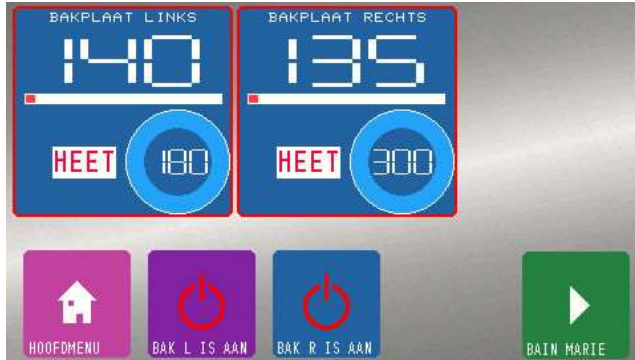 BAKPLAAT LINKS
140
HEET
180
BAKPLAAT RECHTS
135
HEET
300
HOOFDMENU
BAK L IS AAN
BAK R IS AAN
BAIN MARIE